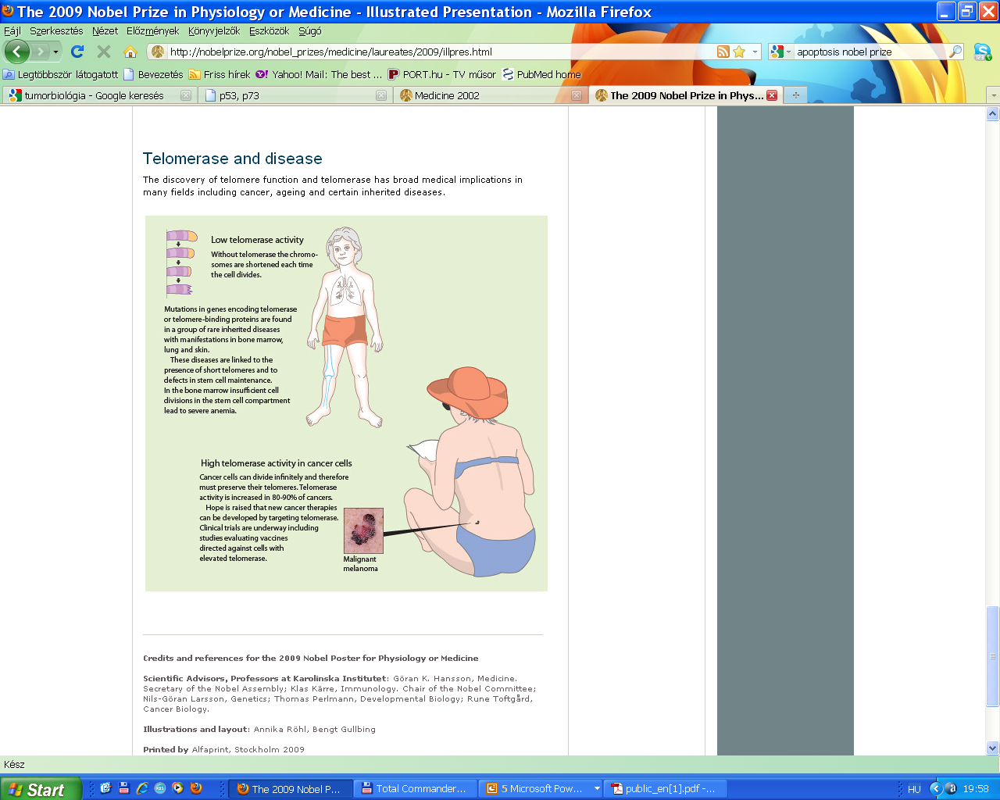 The 2009 Nobel Prize in Physiology or Medicine - Illustrated Presentation - Mozilla Firefox
Fájl Szerkesztés Nézet Előzmények Könyvjelzők Eszközök Súgó
http://nobelprize.org/nobel_prizes/medicine/laureates/2009/illpres.html
apoptosis nobel prize
Legtöbbször látogatott Bevezetés Friss hírek Yahoo! Mail: The best ... PORT.hu - TV műsor PubMed home
tumorbiológia - Google keresés p53, p73 Medicine 2002 The 2009 Nobel Prize in Phys...
Telomerase and disease
The discovery of telomere function and telomerase has broad medical implications in
many fields including cancer, ageing and certain inherited diseases.
Low telomerase activity
Without telomerase the chromo-
somes are shortened each time
the cell divides.
Mutations in genes encoding telomerase
or telomere-binding proteins are found
in a group of rare inherited diseases
with manifestations in bone marrow,
lung and skin.
These diseases are linked to the
presence of short telomeres and to
defects in stem cell maintenance.
In the bone marrow insufficient cell
divisions in the stem cell compartment
lead to severe anemia.
High telomerase activity in cancer cells
Cancer cells can divide infinitely and therefore
must preserve their telomeres. Telomerase
activity is increased in 80-90% of cancers.
Hope is raised that new cancer therapies
can be developed by targeting telomerase.
Clinical trials are underway including
studies evaluating vaccines
directed against cells with
elevated telomerase.
Malignant
melanoma
Credits and references for the 2009 Nobel Poster for Physiology or Medicine
Scientific Advisors, Professors at Karolinska Institutet: Göran K. Hansson, Medicine.
Secretary of the Nobel Assembly; Klas Kärre, Immunology. Chair of the Nobel Committee;
Nils-Göran Larsson, Genetics; Thomas Perlmann, Developmental Biology; Rune Toftgård,
Cancer Biology.
Illustrations and layout: Annika Röhl, Bengt Gullbing
Printed by Alfaprint, Stockholm 2009
Kész
Start The 2009 Nobel P... Total Commander... 5 Microsoft Pow... public_en[1].pdf -... HU 19:58